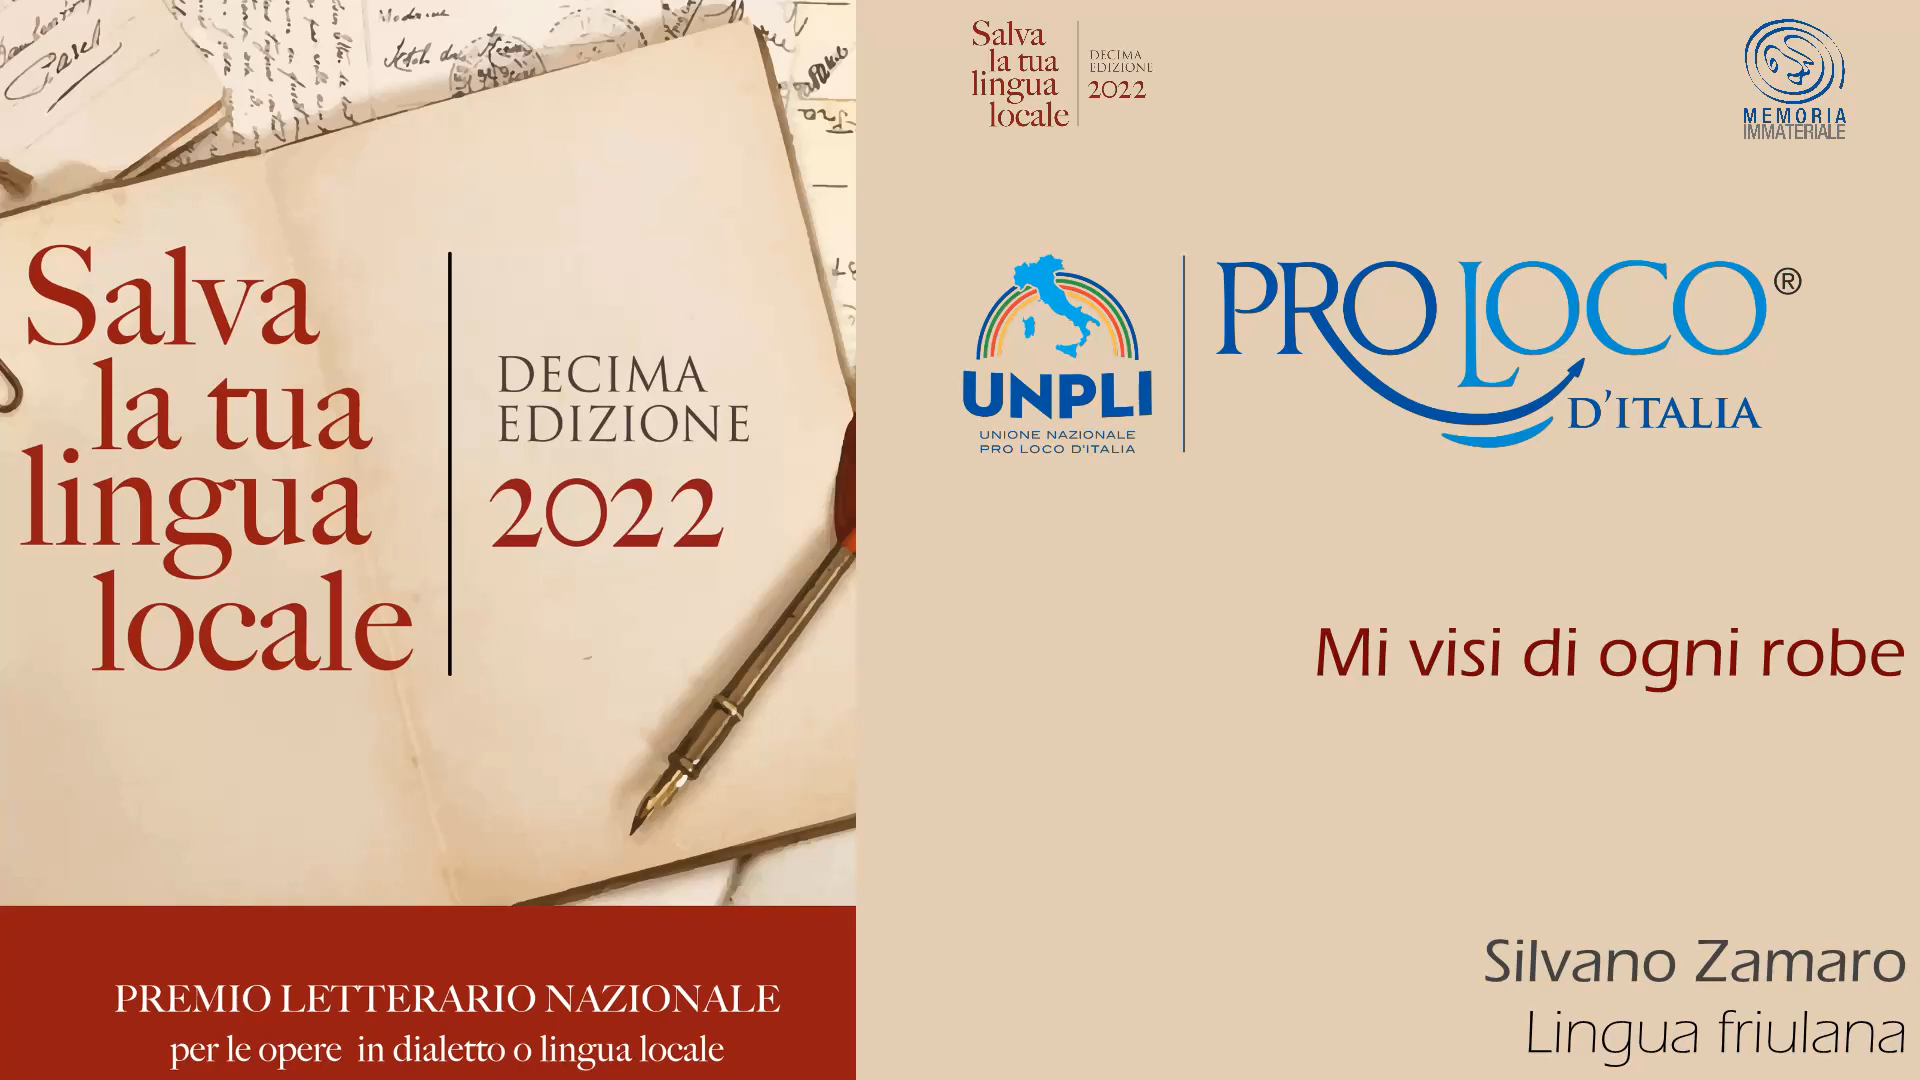 Salva
la tua
lingua
locale
DECIMA
EDIZIONE
2022
PREMIO LETTERARIO NAZIONALE
per le opere in dialetto o lingua locale
Salva
la tua
lingua
locale
DECIMA
EDIZIONE
2022
MEMORIA
IMMATERIALE
UNPLI
UNIONE NAZIONALE
PRO LOCO D'ITALIA
PRO LOCO ®
D'ITALIA
Mi visi di ogni robe
Silvano Zamaro
Lingua friulana